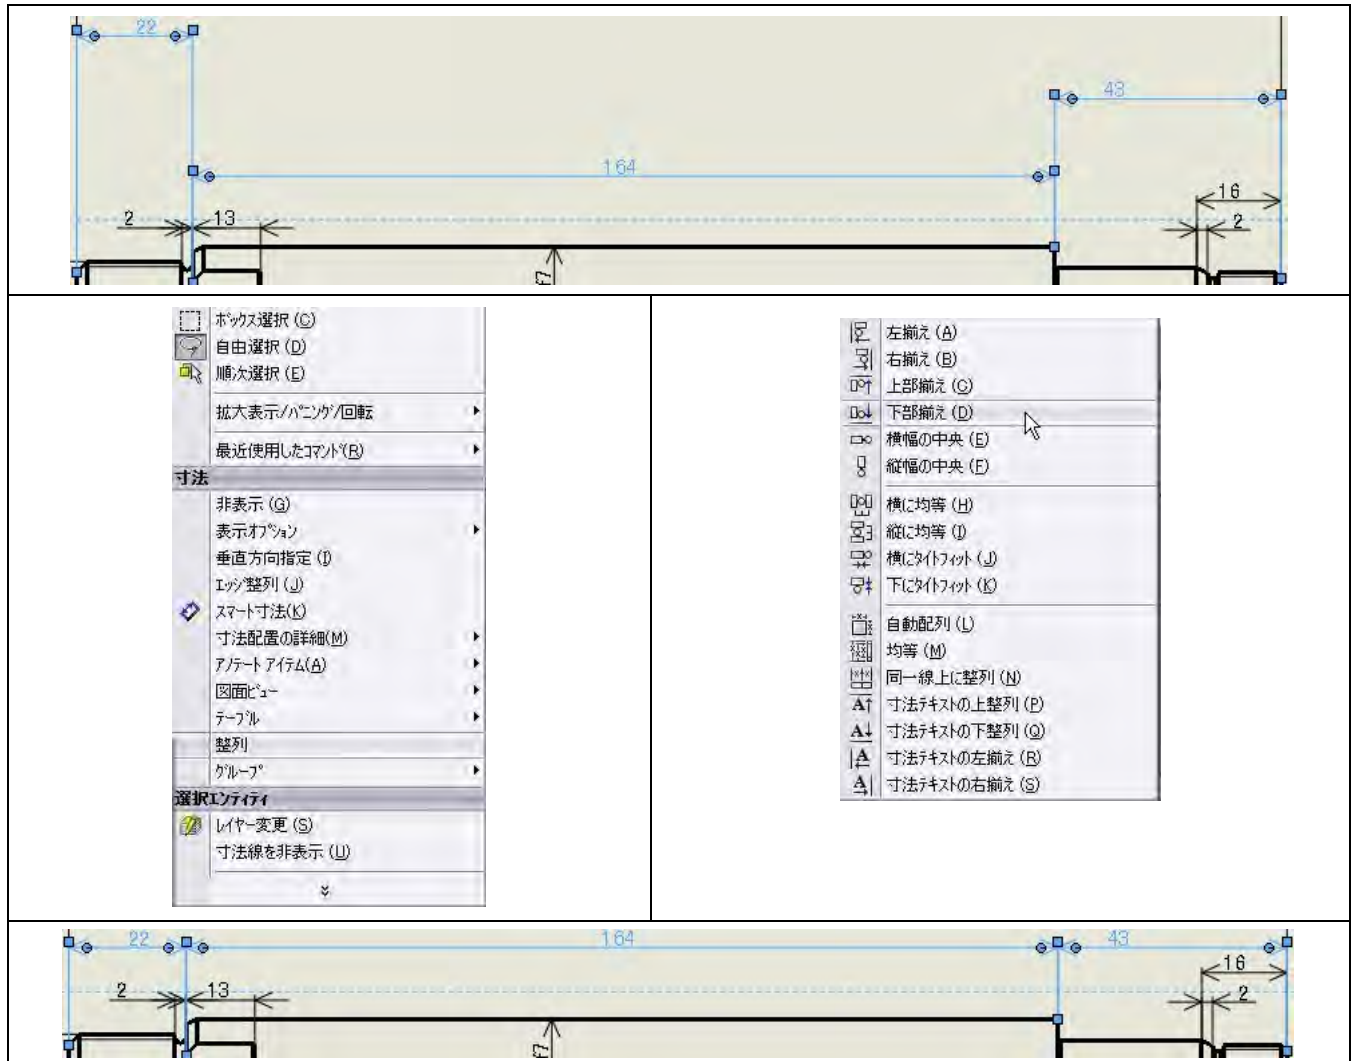 22
43
164
16
2 13
2
f7
ボックス選択 (C)
自由選択 (D)
順次選択 (E)
拡大表示/パニング/回転
最近使用したコマンド(R)
寸法
非表示 (G)
表示オプション
垂直方向指定 (I)
エッジ整列 (J)
スマート寸法(K)
寸法配置の詳細(M)
アノテート アイテム(A)
図面ビュー
テーブル
整列
グループ
選択エンティティ
レイヤー変更 (S)
寸法線を非表示 (U)
左揃え (A)
右揃え (B)
上部揃え (C)
下部揃え (D)
横幅の中央 (E)
縦幅の中央 (F)
横に均等 (H)
縦に均等 (I)
横にタイトフィット (J)
下にタイトフィット (K)
自動配列 (L)
均等 (M)
同一線上に整列 (N)
寸法テキストの上整列 (P)
寸法テキストの下整列 (Q)
寸法テキストの左揃え (R)
寸法テキストの右揃え (S)
22 164 43
16
2 13
2
f7